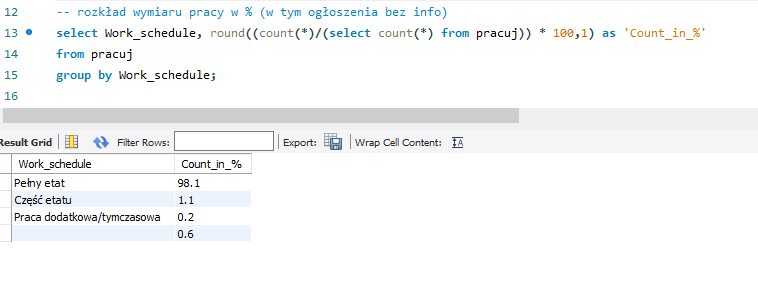 12 -- rozkład wymiaru pracy w % (w tym ogłoszenia bez info)
13 select Work_schedule, round((count(*)/(select count(*) from pracuj)) * 100,1) as 'Count_in_%'
14 from pracuj
15 group by Work_schedule;
16
Result Grid Filter Rows: Export: Wrap Cell Content:
Work_schedule Count_in_%
Pełny etat 98.1
Część etatu 1.1
Praca dodatkowa/tymczasowa 0.2
0.6